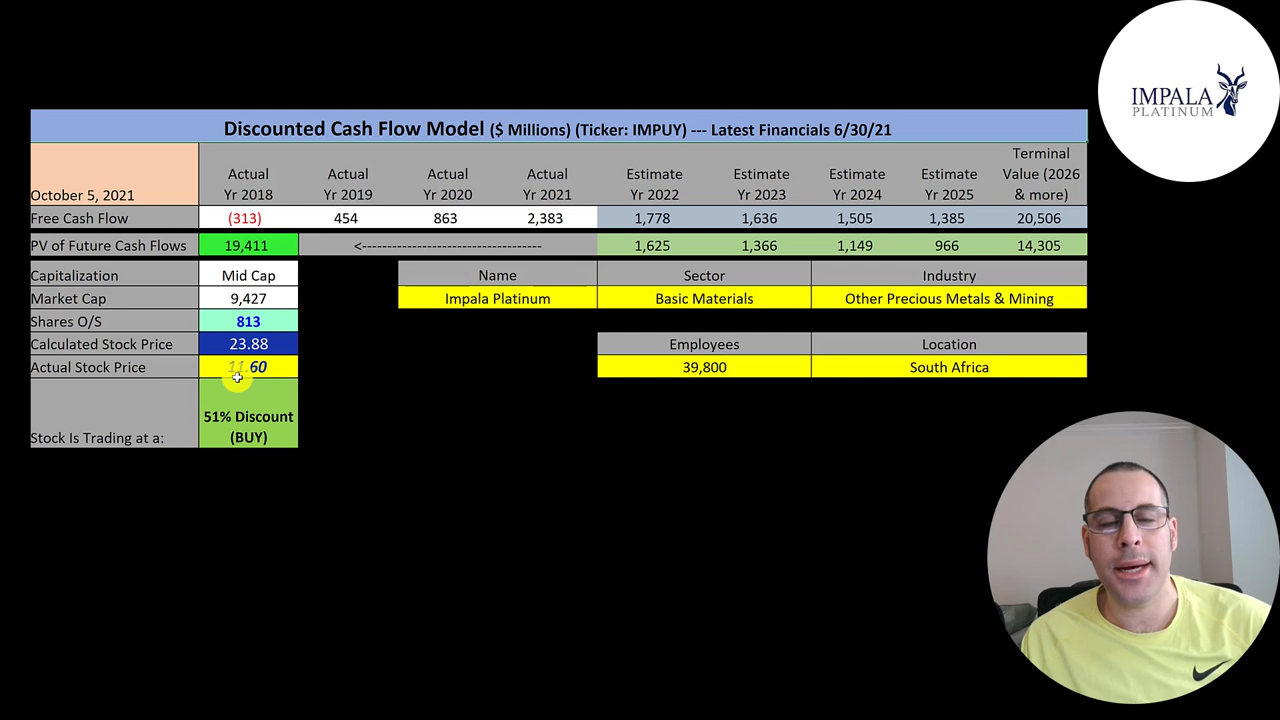 IMPALA
PLATINUM
Discounted Cash Flow Model ($ Millions) (Ticker: IMPUY) --- Latest Financials 6/30/21
October 5, 2021
Actual Yr 2018
Actual Yr 2019
Actual Yr 2020
Actual Yr 2021
Estimate Yr 2022
Estimate Yr 2023
Estimate Yr 2024
Estimate Yr 2025
Terminal Value (2026 & more)
Free Cash Flow (313) 454 863 2,383 1,778 1,636 1,505 1,385 20,506
PV of Future Cash Flows 19,411 <------------------------------------ 1,625 1,366 1,149 966 14,305
Capitalization Mid Cap Name Sector Industry
Market Cap 9,427 Impala Platinum Basic Materials Other Precious Metals & Mining
Shares O/S 813
Calculated Stock Price 23.88 Employees Location
Actual Stock Price 11.60 39,800 South Africa
Stock Is Trading at a: 51% Discount
(BUY)